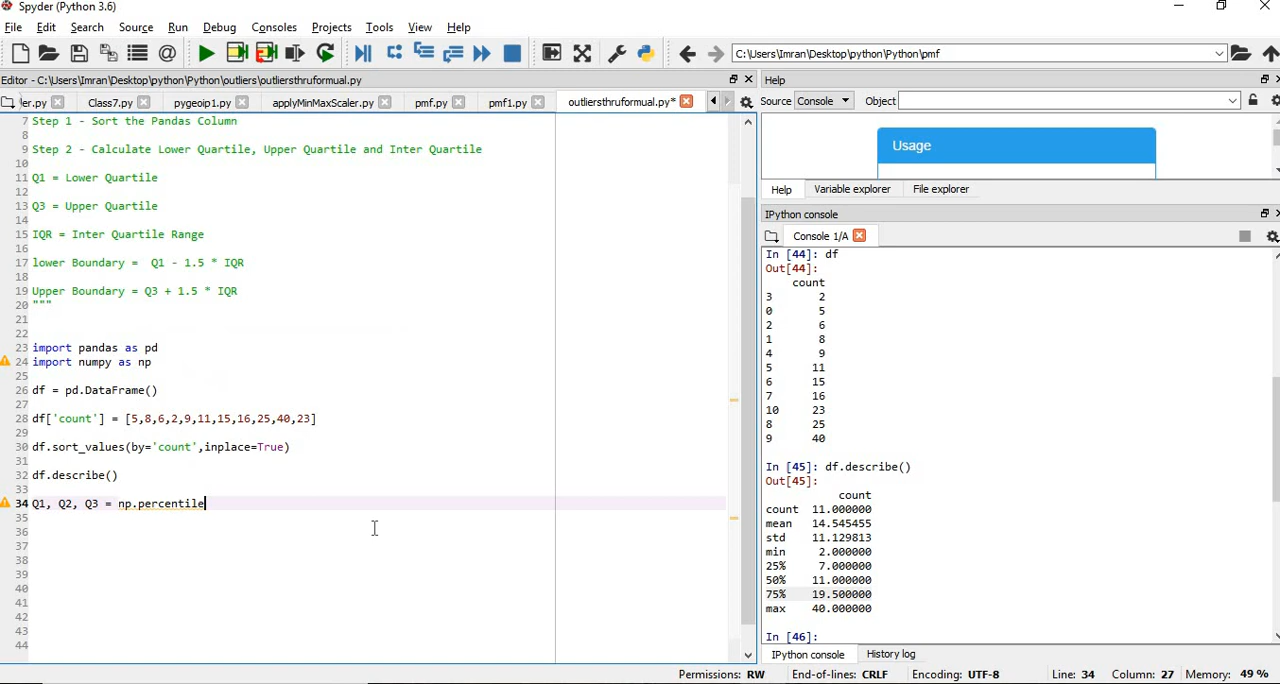 Spyder (Python 3.6)
File Edit Search Source Run Debug Consoles Projects Tools View Help
C:\Users\Imran\Desktop\python\Python\pmf
Editor - C:\Users\Imran\Desktop\python\Python\outliers\outliersthruformual.py
Help
ler.py Class7.py pygeoip1.py applyMinMaxScaler.py pmf.py pmf1.py outliersthruformual.py*
Source Console Object
7 Step 1 - Sort the Pandas Column
8
9 Step 2 - Calculate Lower Quartile, Upper Quartile and Inter Quartile
10
11 Q1 = Lower Quartile
12
13 Q3 = Upper Quartile
14
15 IQR = Inter Quartile Range
16
17 lower Boundary =  Q1 - 1.5 * IQR
18
19 Upper Boundary = Q3 + 1.5 * IQR
20 """
21
22
23 import pandas as pd
24 import numpy as np
25
26 df = pd.DataFrame()
27
28 df['count'] = [5,8,6,2,9,11,15,16,25,40,23]
29
30 df.sort_values(by='count',inplace=True)
31
32 df.describe()
33
34 Q1, Q2, Q3 = np.percentile
35
36
37
38
39
40
41
42
43
44
Usage
Help Variable explorer File explorer
IPython console
Console 1/A
In [44]: df
Out[44]:
count
3 2
0 5
2 6
1 8
4 9
5 11
6 15
7 16
10 23
8 25
9 40
In [45]: df.describe()
Out[45]:
count
count 11.000000
mean 14.545455
std 11.129813
min 2.000000
25% 7.000000
50% 11.000000
75% 19.500000
max 40.000000
In [46]:
IPython console History log
Permissions: RW End-of-lines: CRLF Encoding: UTF-8 Line: 34 Column: 27 Memory: 49 %